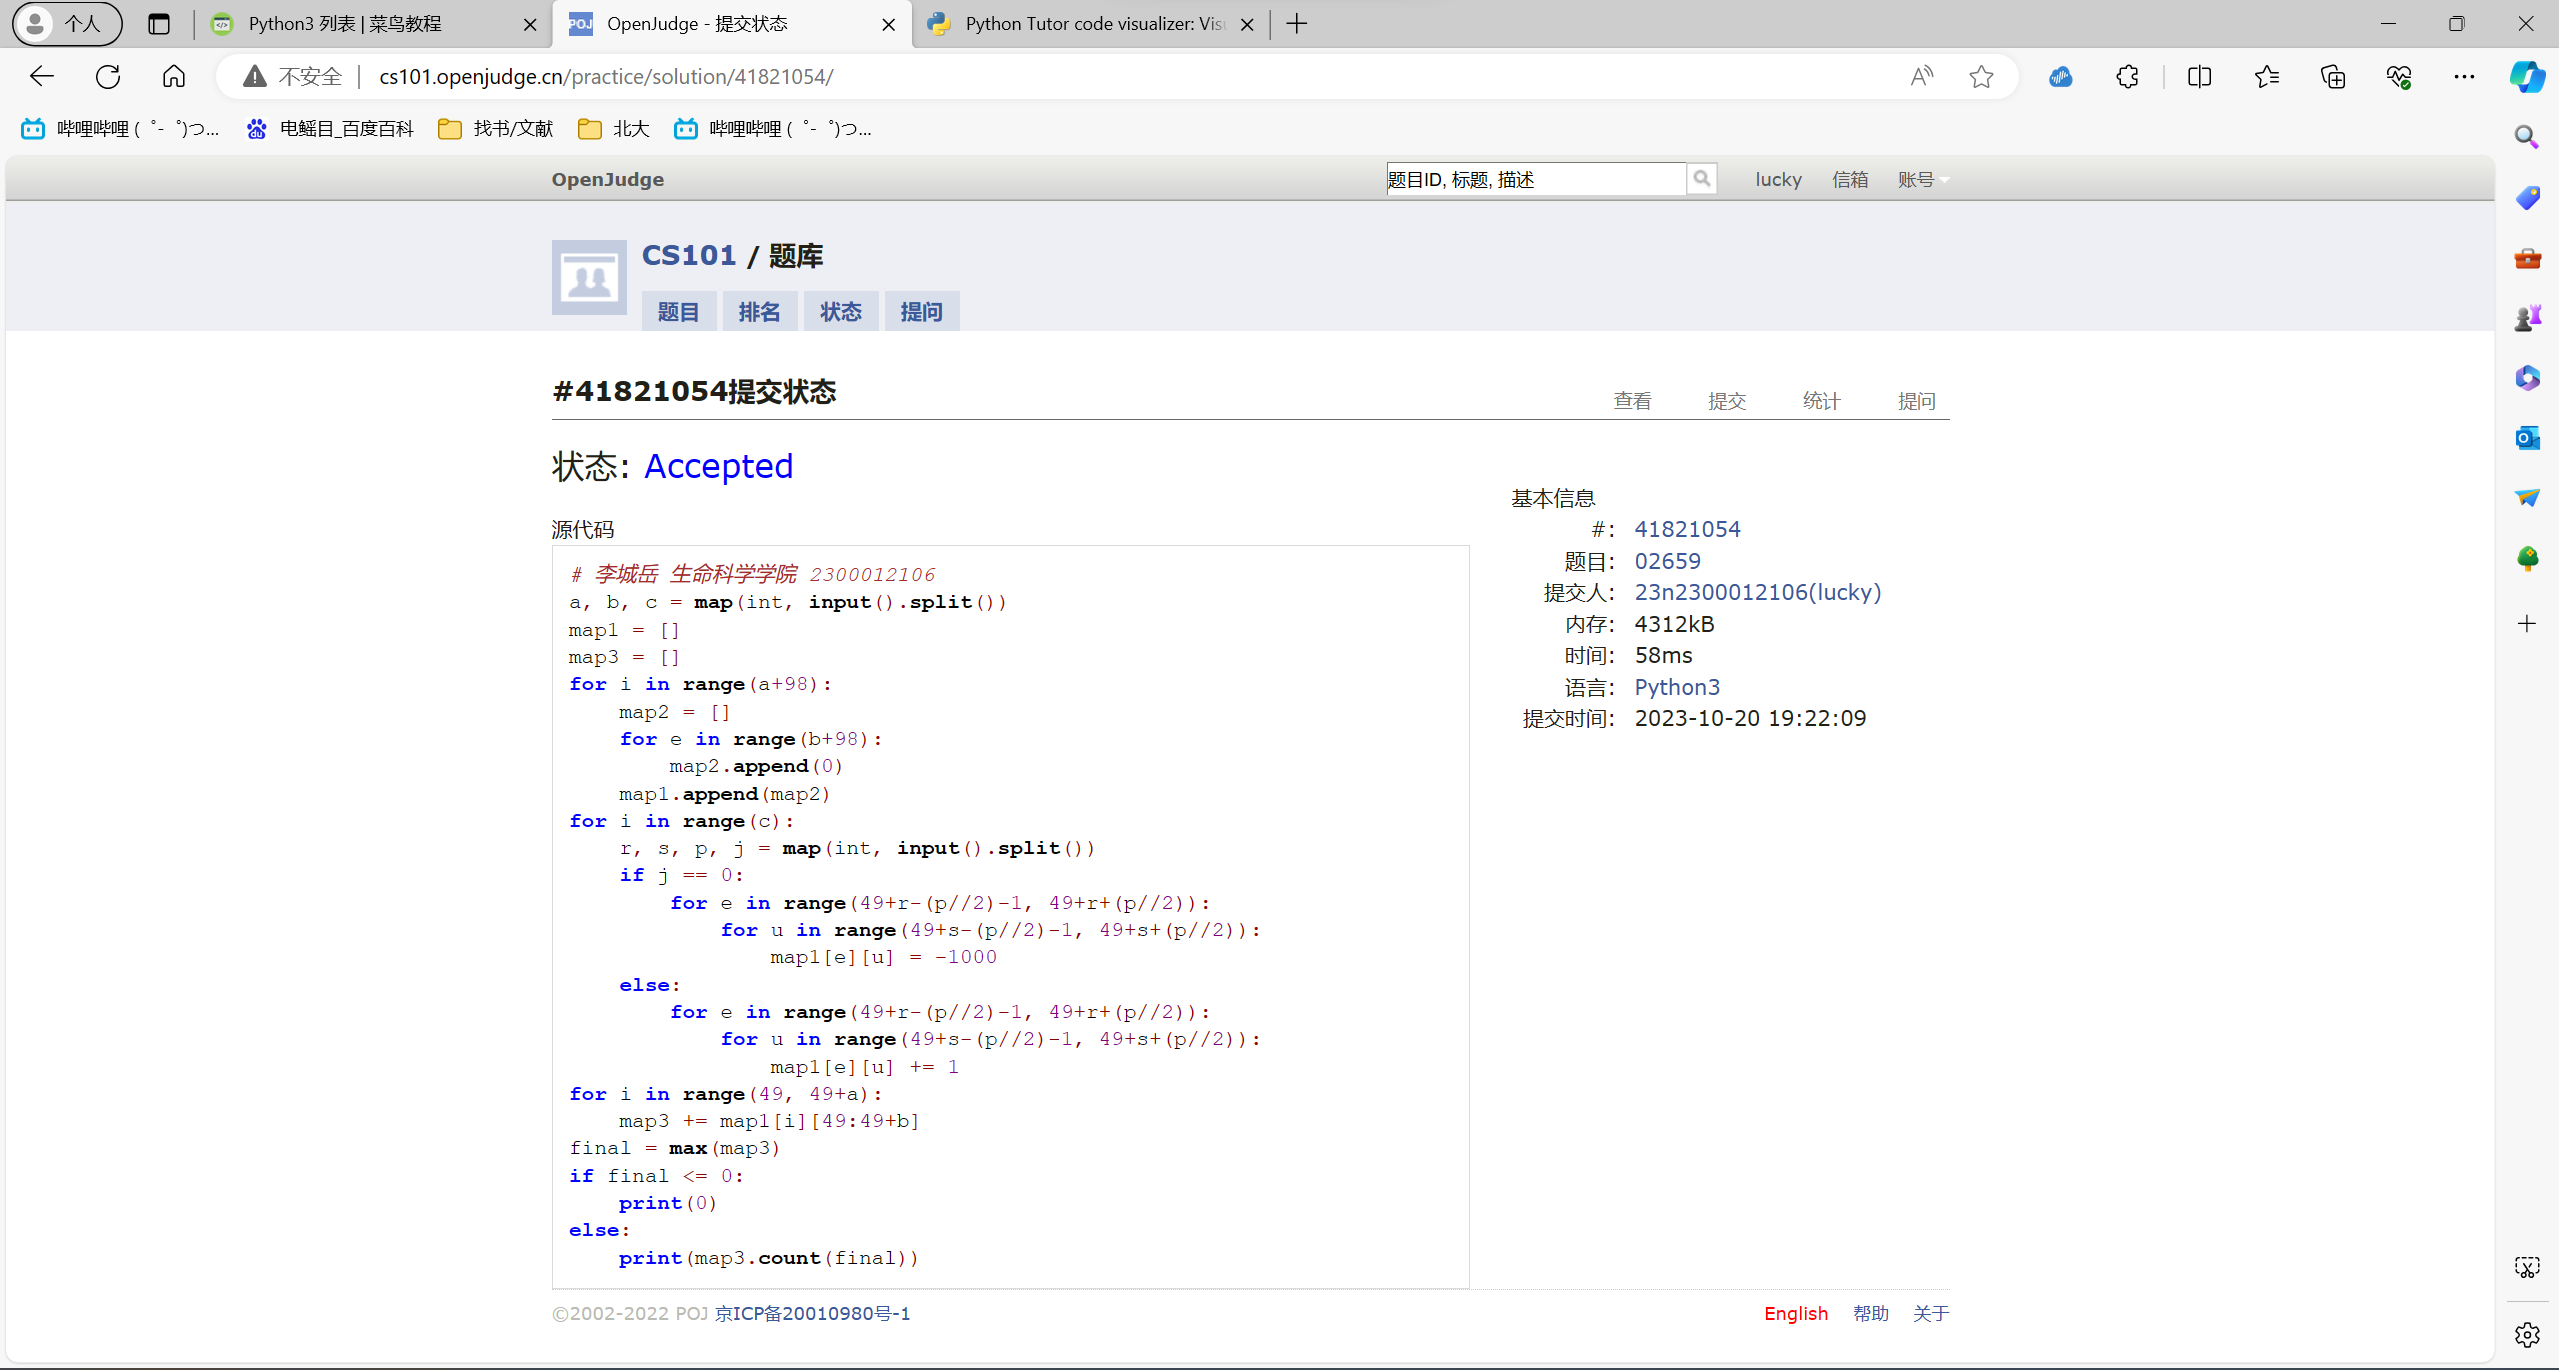 个人
Python3 列表 | 菜鸟教程
POJ OpenJudge - 提交状态
Python Tutor code visualizer: Visu
不安全 cs101.openjudge.cn/practice/solution/41821054/
哔哩哔哩 (゜-゜)つ...
电鳐目_百度百科
找书/文献
北大
哔哩哔哩 (゜-゜)つ...
OpenJudge
题目ID, 标题, 描述
lucky 信箱 账号
CS101 / 题库
题目 排名 状态 提问
#41821054提交状态
查看 提交 统计 提问
状态: Accepted
源代码
# 李城岳 生命科学学院 2300012106
a, b, c = map(int, input().split())
map1 = []
map3 = []
for i in range(a+98):
    map2 = []
    for e in range(b+98):
        map2.append(0)
    map1.append(map2)
for i in range(c):
    r, s, p, j = map(int, input().split())
    if j == 0:
        for e in range(49+r-(p//2)-1, 49+r+(p//2)):
            for u in range(49+s-(p//2)-1, 49+s+(p//2)):
                map1[e][u] = -1000
    else:
        for e in range(49+r-(p//2)-1, 49+r+(p//2)):
            for u in range(49+s-(p//2)-1, 49+s+(p//2)):
                map1[e][u] += 1
for i in range(49, 49+a):
    map3 += map1[i][49:49+b]
final = max(map3)
if final <= 0:
    print(0)
else:
    print(map3.count(final))
基本信息
#: 41821054
题目: 02659
提交人: 23n2300012106(lucky)
内存: 4312kB
时间: 58ms
语言: Python3
提交时间: 2023-10-20 19:22:09
©2002-2022 POJ 京ICP备20010980号-1
English 帮助 关于